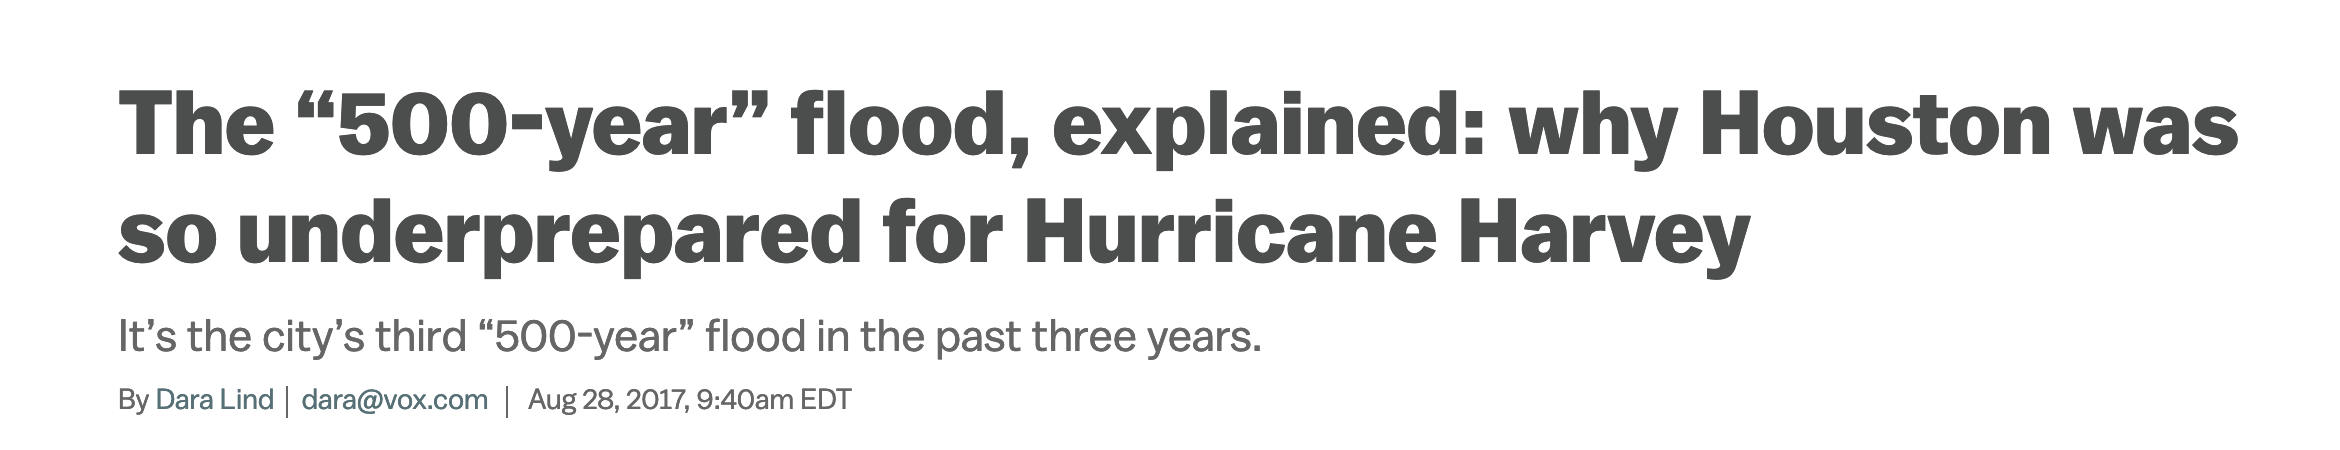 The “500-year” flood, explained: why Houston was
so underprepared for Hurricane Harvey
It’s the city’s third “500-year” flood in the past three years.
By Dara Lind | dara@vox.com | Aug 28, 2017, 9:40am EDT